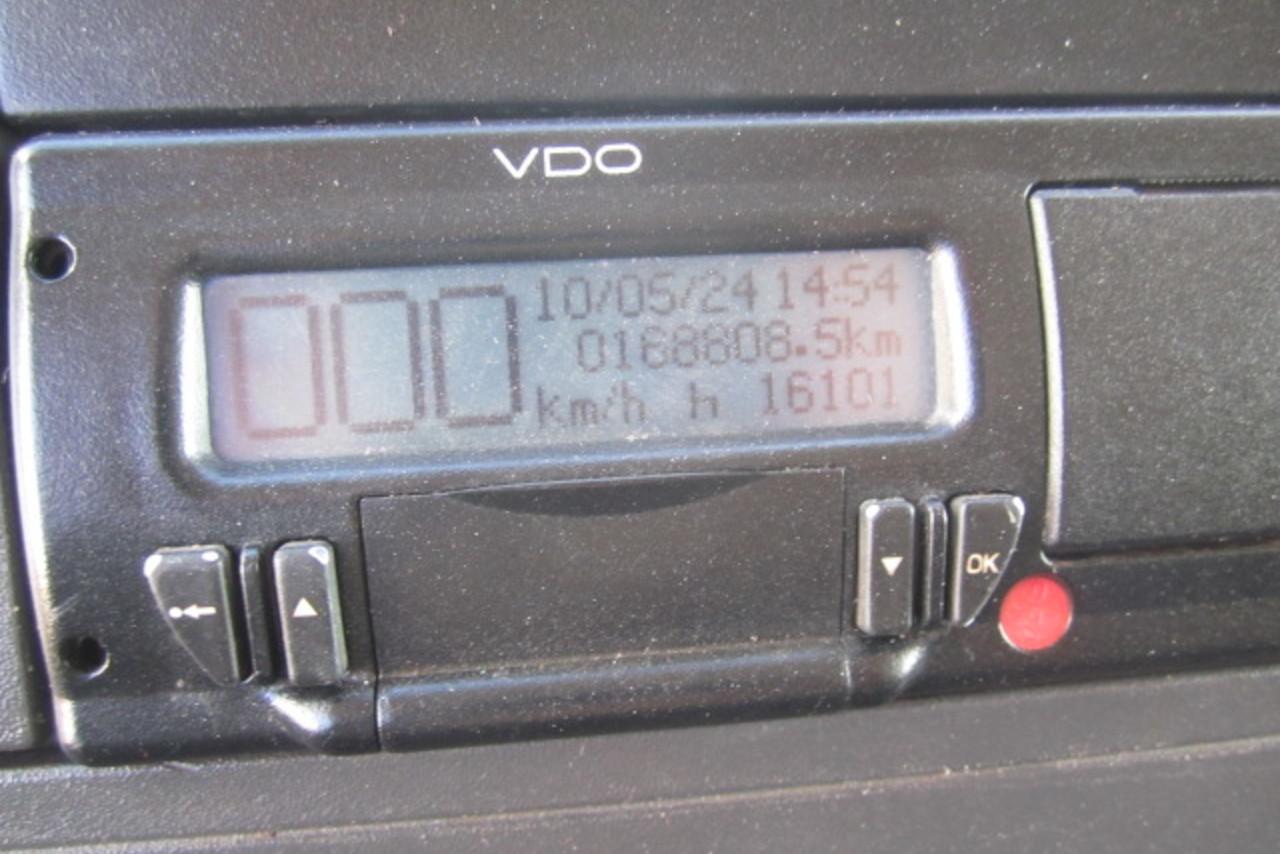 VDO
000
10/05/24 14:54
0168808.5km
km/h h 16101
OK